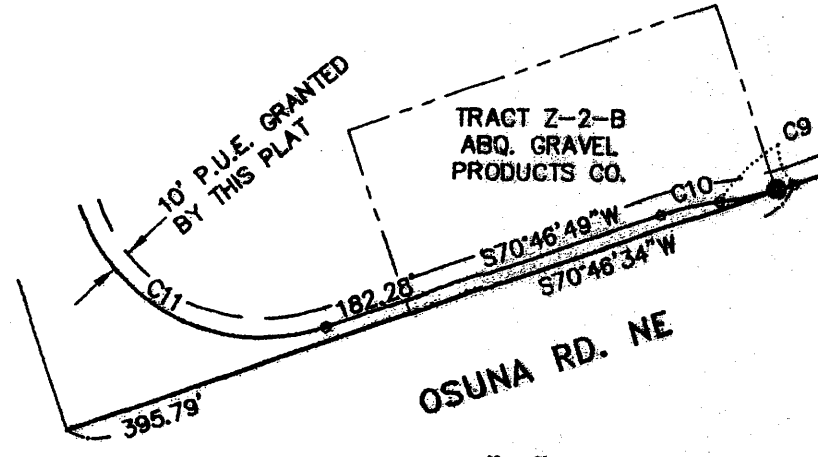 10' P.U.E. GRANTED
BY THIS PLAT
TRACT Z-2-B
ABQ. GRAVEL
PRODUCTS CO.
C9
C10
S70°46'49"W
S70°46'34"W
182.28'
C11
395.79'
OSUNA RD. NE